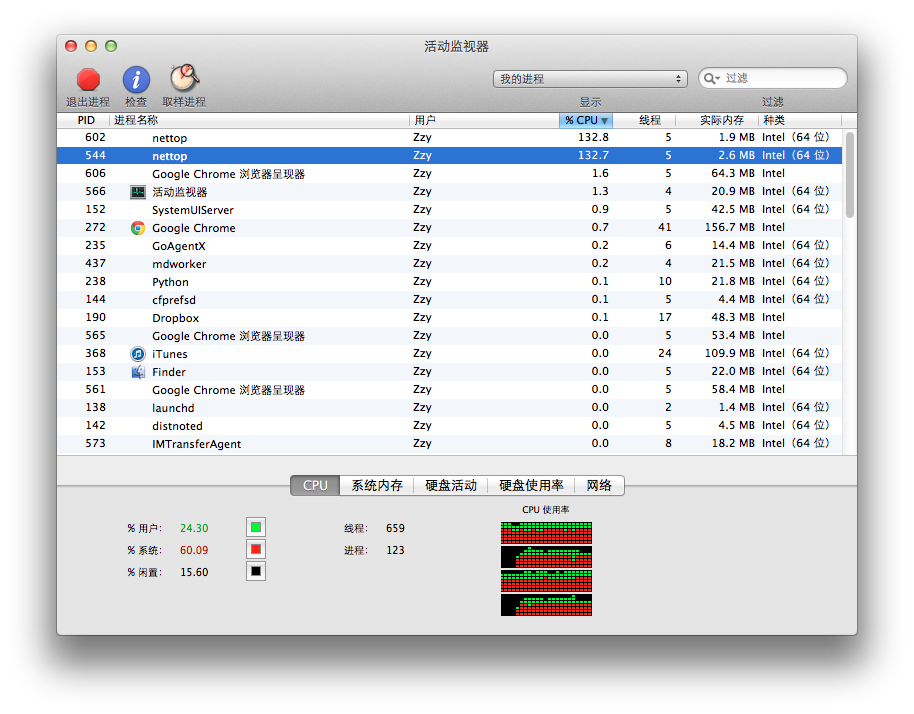 活动监视器
退出进程 检查 取样进程 我的进程 过滤
显示 过滤
PID 进程名称 用户 % CPU 线程 实际内存 种类
602 nettop Zzy 132.8 5 1.9 MB Intel（64 位）
544 nettop Zzy 132.7 5 2.6 MB Intel（64 位）
606 Google Chrome 浏览器呈现器 Zzy 1.6 5 64.3 MB Intel
566 活动监视器 Zzy 1.3 4 20.9 MB Intel（64 位）
152 SystemUIServer Zzy 0.9 5 42.5 MB Intel（64 位）
272 Google Chrome Zzy 0.7 41 156.7 MB Intel
235 GoAgentX Zzy 0.2 6 14.4 MB Intel（64 位）
437 mdworker Zzy 0.2 4 21.5 MB Intel（64 位）
238 Python Zzy 0.1 10 21.8 MB Intel（64 位）
144 cfprefsd Zzy 0.1 5 4.4 MB Intel（64 位）
190 Dropbox Zzy 0.1 17 48.3 MB Intel
565 Google Chrome 浏览器呈现器 Zzy 0.0 5 53.4 MB Intel
368 iTunes Zzy 0.0 24 109.9 MB Intel（64 位）
153 Finder Zzy 0.0 5 22.0 MB Intel（64 位）
561 Google Chrome 浏览器呈现器 Zzy 0.0 5 58.4 MB Intel
138 launchd Zzy 0.0 2 1.4 MB Intel（64 位）
142 distnoted Zzy 0.0 5 4.5 MB Intel（64 位）
573 IMTransferAgent Zzy 0.0 8 18.2 MB Intel（64 位）
CPU 系统内存 硬盘活动 硬盘使用率 网络
CPU 使用率
% 用户： 24.30 线程： 659
% 系统： 60.09 进程： 123
% 闲置： 15.60